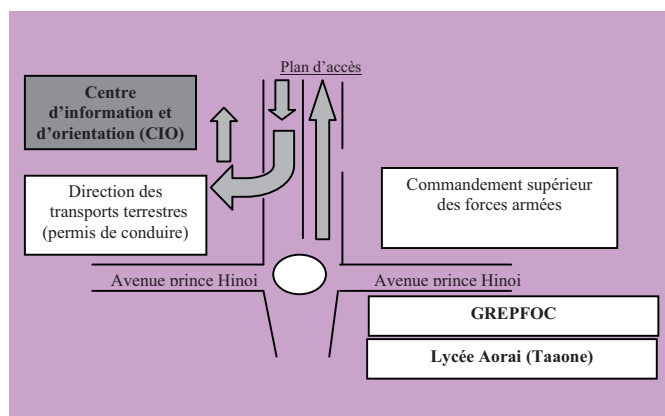 Plan d'accès
Centre
d'information et
d'orientation (CIO)
Direction des
transports terrestres
(permis de conduire)
Commandement supérieur
des forces armées
Avenue prince Hinoi
Avenue prince Hinoi
GREPFOC
Lycée Aorai (Taaone)